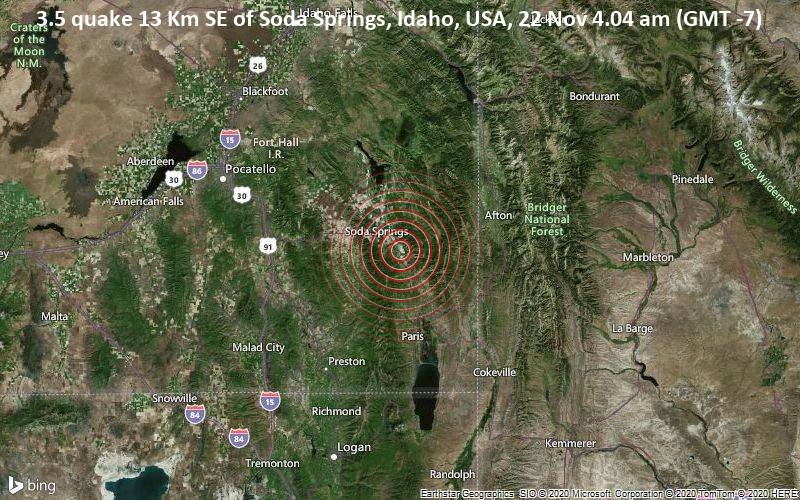 3.5 quake 13 Km SE of Soda Springs, Idaho, USA, 22 Nov 4.04 am (GMT -7)
Idaho Falls
Craters
of the
Moon
N.M.
26
Blackfoot
Bondurant
15
Fort Hall
I.R.
Aberdeen
86
30
Pocatello
30
American Falls
Pinedale
Bridger Wilderness
Afton
Bridger
National
Forest
Soda Springs
91
ey
Marbleton
Malta
La Barge
Paris
Malad City
Preston
Cokeville
Snowville
15
84
Richmond
84
Logan
Kemmerer
Tremonton
Randolph
bing
Earthstar Geographics SIO © 2020 Microsoft Corporation © 2020 TomTom © 2020 HERE